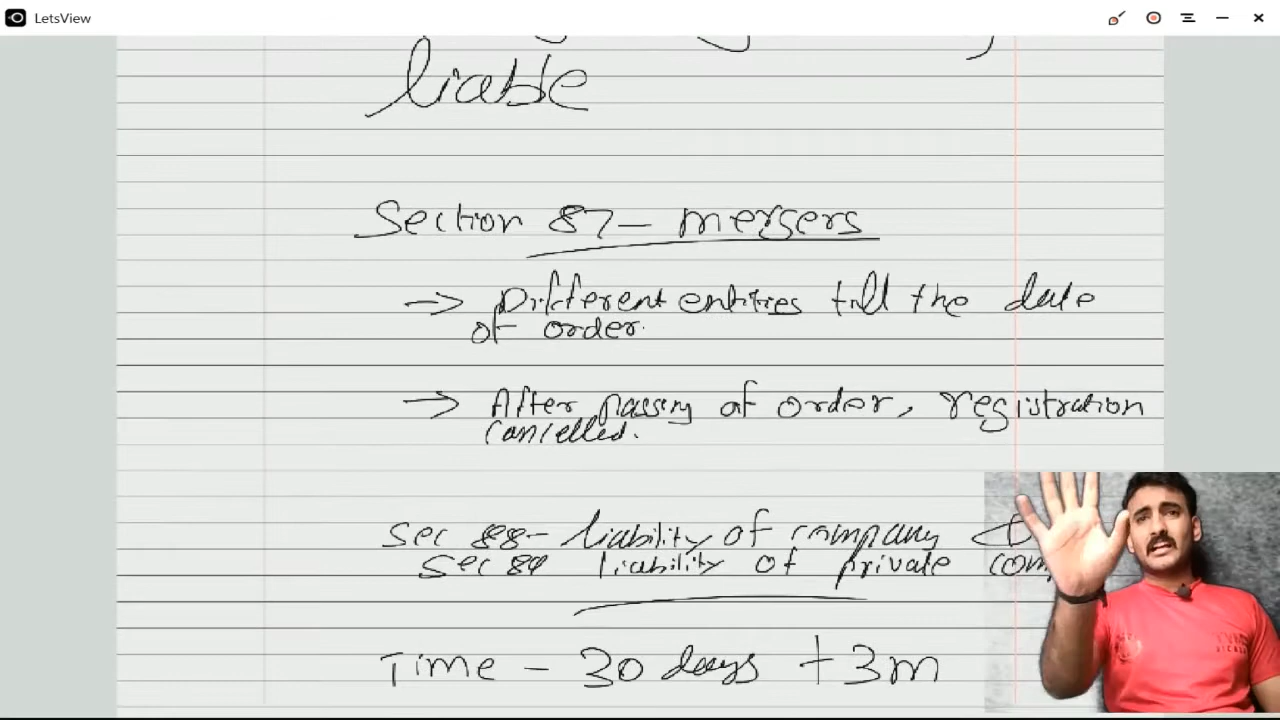 LetsView
liable
Section 87- mergers
→ Different entities till the date
of order.
→ After passing of order, registration
cancelled.
Sec 88- liability of company
Sec 89 liability of private com
Time - 30 days + 3m